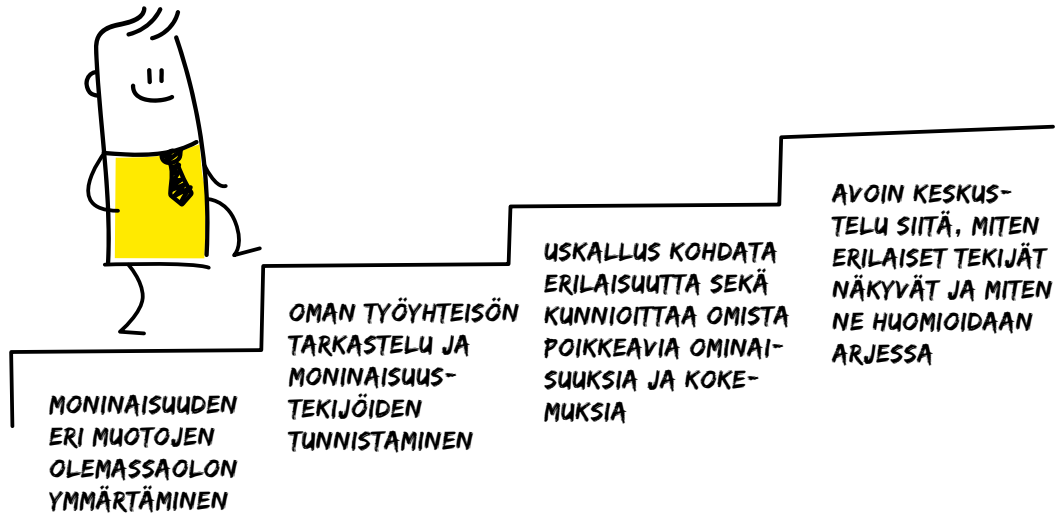 MONINAISUUDEN
ERI MUOTOJEN
OLEMASSAOLON
YMMÄRTÄMINEN
OMAN TYÖYHTEISÖN
TARKASTELU JA
MONINAISUUS-
TEKIJÖIDEN
TUNNISTAMINEN
USKALLUS KOHDATA
ERILAISUUTTA SEKÄ
KUNNIOITTAA OMISTA
POIKKEAVIA OMINAI-
SUUKSIA JA KOKE-
MUKSIA
AVOIN KESKUS-
TELU SIITÄ, MITEN
ERILAISET TEKIJÄT
NÄKYVÄT JA MITEN
NE HUOMIOIDAAN
ARJESSA